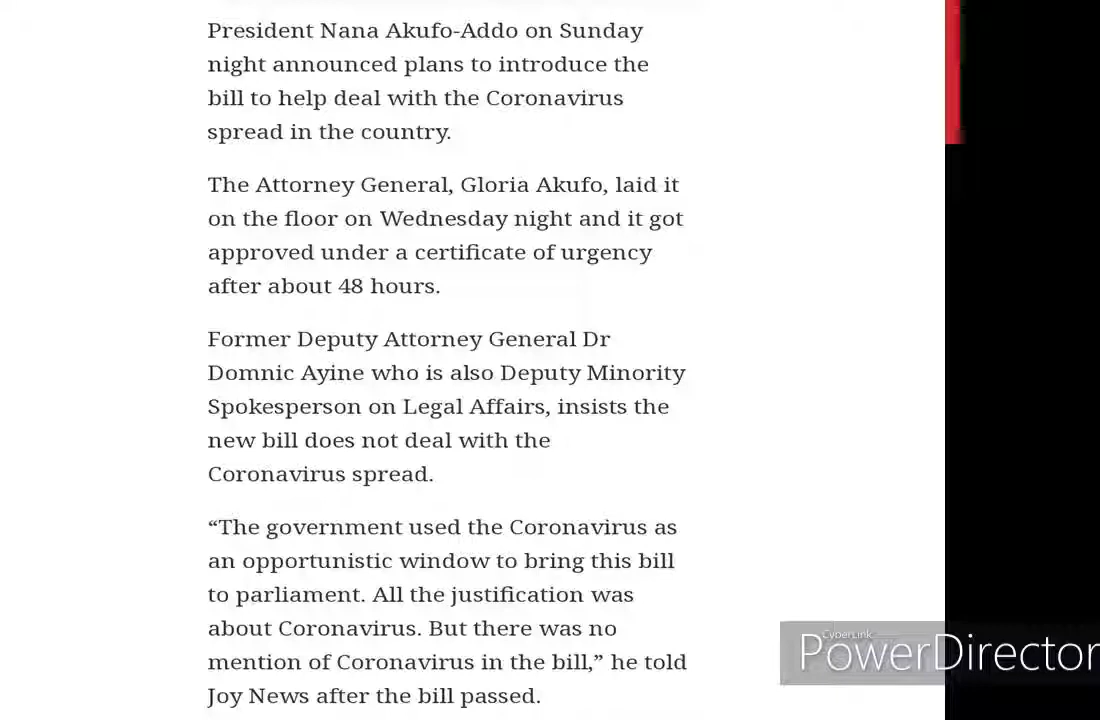 President Nana Akufo-Addo on Sunday
night announced plans to introduce the
bill to help deal with the Coronavirus
spread in the country.
The Attorney General, Gloria Akufo, laid it
on the floor on Wednesday night and it got
approved under a certificate of urgency
after about 48 hours.
Former Deputy Attorney General Dr
Domnic Ayine who is also Deputy Minority
Spokesperson on Legal Affairs, insists the
new bill does not deal with the
Coronavirus spread.
“The government used the Coronavirus as
an opportunistic window to bring this bill
to parliament. All the justification was
about Coronavirus. But there was no
mention of Coronavirus in the bill,” he told
Joy News after the bill passed.
CyberLink
PowerDirector